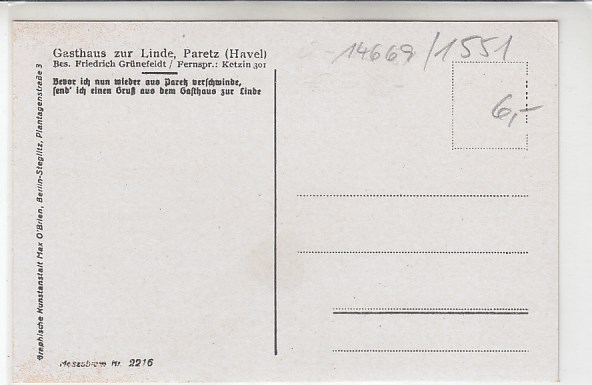 Gasthaus zur Linde, Paretz (Havel)
Bes. Friedrich Grünefeldt / Fernspr.: Ketzin 301
Bevor ich nun wieder aus Paretz verschwinde,
send' ich einen Gruß aus dem Gasthaus zur Linde
14669/1551
6,-
Graphische Kunstanstalt Max O'Brien, Berlin-Steglitz, Plantagenstraße 3
Nr. 2216